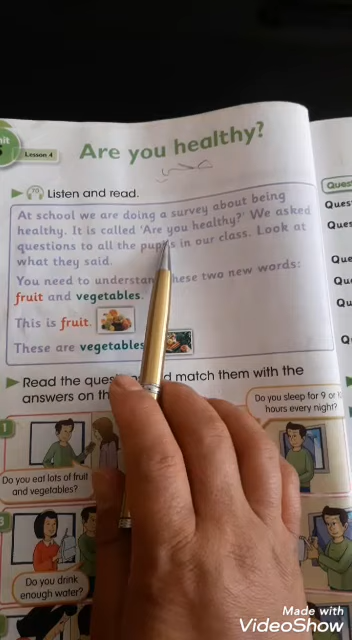 Lesson 4
Are you healthy?
70
Listen and read.
At school we are doing a survey about being
healthy. It is called 'Are you healthy?' We asked
questions to all the pupils in our class. Look at
what they said.
You need to understand these two new words:
fruit and vegetables.
This is fruit.
These are vegetables
Read the and match them with the
answers on
1
Do you sleep for 9 or
hours every night?
Do you eat lots of fruit
and vegetables?
3
Do you drink
enough water?
Ques
Ques
Que
Qu
Qu
Q
Made with
VideoShow